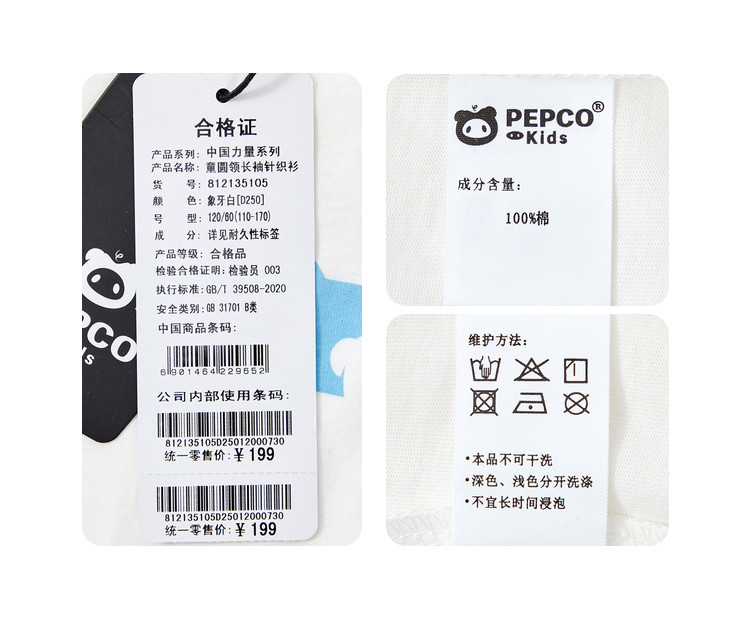 合格证
产品系列: 中国力量系列
产品名称: 童圆领长袖针织衫
货 号: 812135105
颜 色: 象牙白[D250]
号 型: 120/60(110-170)
成 分: 详见耐久性标签
产品等级: 合格品
检验合格证明: 检验员 003
执行标准: GB/T 39508-2020
安全类别: GB 31701 B类
中国商品条码:
6901464229652
公司内部使用条码:
812135105D25012000730
统一零售价: ¥ 199
812135105D25012000730
统一零售价: ¥ 199
PEPCO
Kids
PEPCO®
Kids
成分含量:
100%棉
维护方法:
•本品不可干洗
•深色、浅色分开洗涤
•不宜长时间浸泡